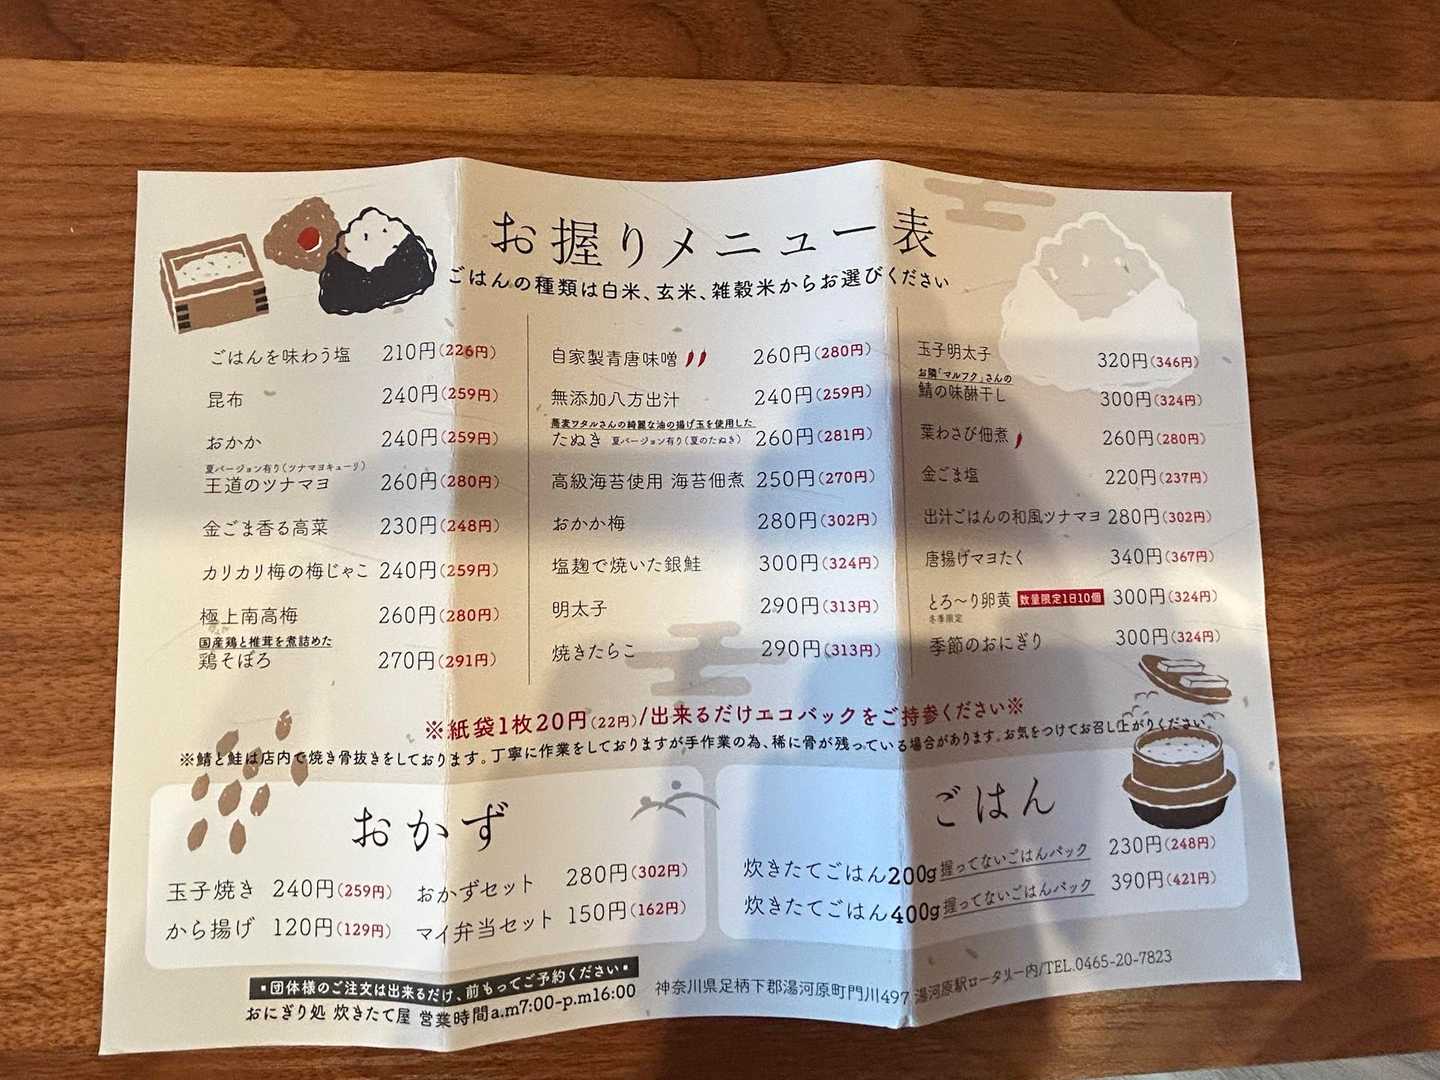 お握りメニュー表
ごはんの種類は白米、玄米、雑穀米からお選びください
ごはんを味わう塩 210円(226円)
昆布 240円(259円)
おかか 240円(259円)
夏バージョン有り(ツナマヨキューリ)
王道のツナマヨ 260円(280円)
金ごま香る高菜 230円(248円)
カリカリ梅の梅じゃこ 240円(259円)
極上南高梅 260円(280円)
国産鶏と椎茸を煮詰めた
鶏そぼろ 270円(291円)
自家製青唐味噌 260円(280円)
無添加八方出汁 240円(259円)
蕎麦ワタルさんの綺麗な油の揚げ玉を使用した
たぬき 夏バージョン有り(夏のたぬき) 260円(281円)
高級海苔使用 海苔佃煮 250円(270円)
おかか梅 280円(302円)
塩麹で焼いた銀鮭 300円(324円)
明太子 290円(313円)
焼きたらこ 290円(313円)
玉子明太子 320円(346円)
お隣「マルフク」さんの
鯖の味醂干し 300円(324円)
葉わさび佃煮 260円(280円)
金ごま塩 220円(237円)
出汁ごはんの和風ツナマヨ 280円(302円)
唐揚げマヨたく 340円(367円)
とろ〜り卵黄 数量限定1日10個 300円(324円)
冬季限定
季節のおにぎり 300円(324円)
※紙袋1枚20円(22円)/出来るだけエコバックをご持参ください※
※鯖と鮭は店内で焼き骨抜きをしております。丁寧に作業をしておりますが手作業の為、稀に骨が残っている場合があります。お気をつけてお召し上がりください。
おかず
玉子焼き 240円(259円) おかずセット 280円(302円)
から揚げ 120円(129円) マイ弁当セット 150円(162円)
ごはん
炊きたてごはん200g握ってないごはんパック 230円(248円)
炊きたてごはん400g握ってないごはんパック 390円(421円)
▪団体様のご注文は出来るだけ、前もってご予約ください▪
おにぎり処 炊きたて屋 営業時間a.m7:00-p.m16:00
神奈川県足柄下郡湯河原町門川497 湯河原駅ロータリー内/TEL.0465-20-7823